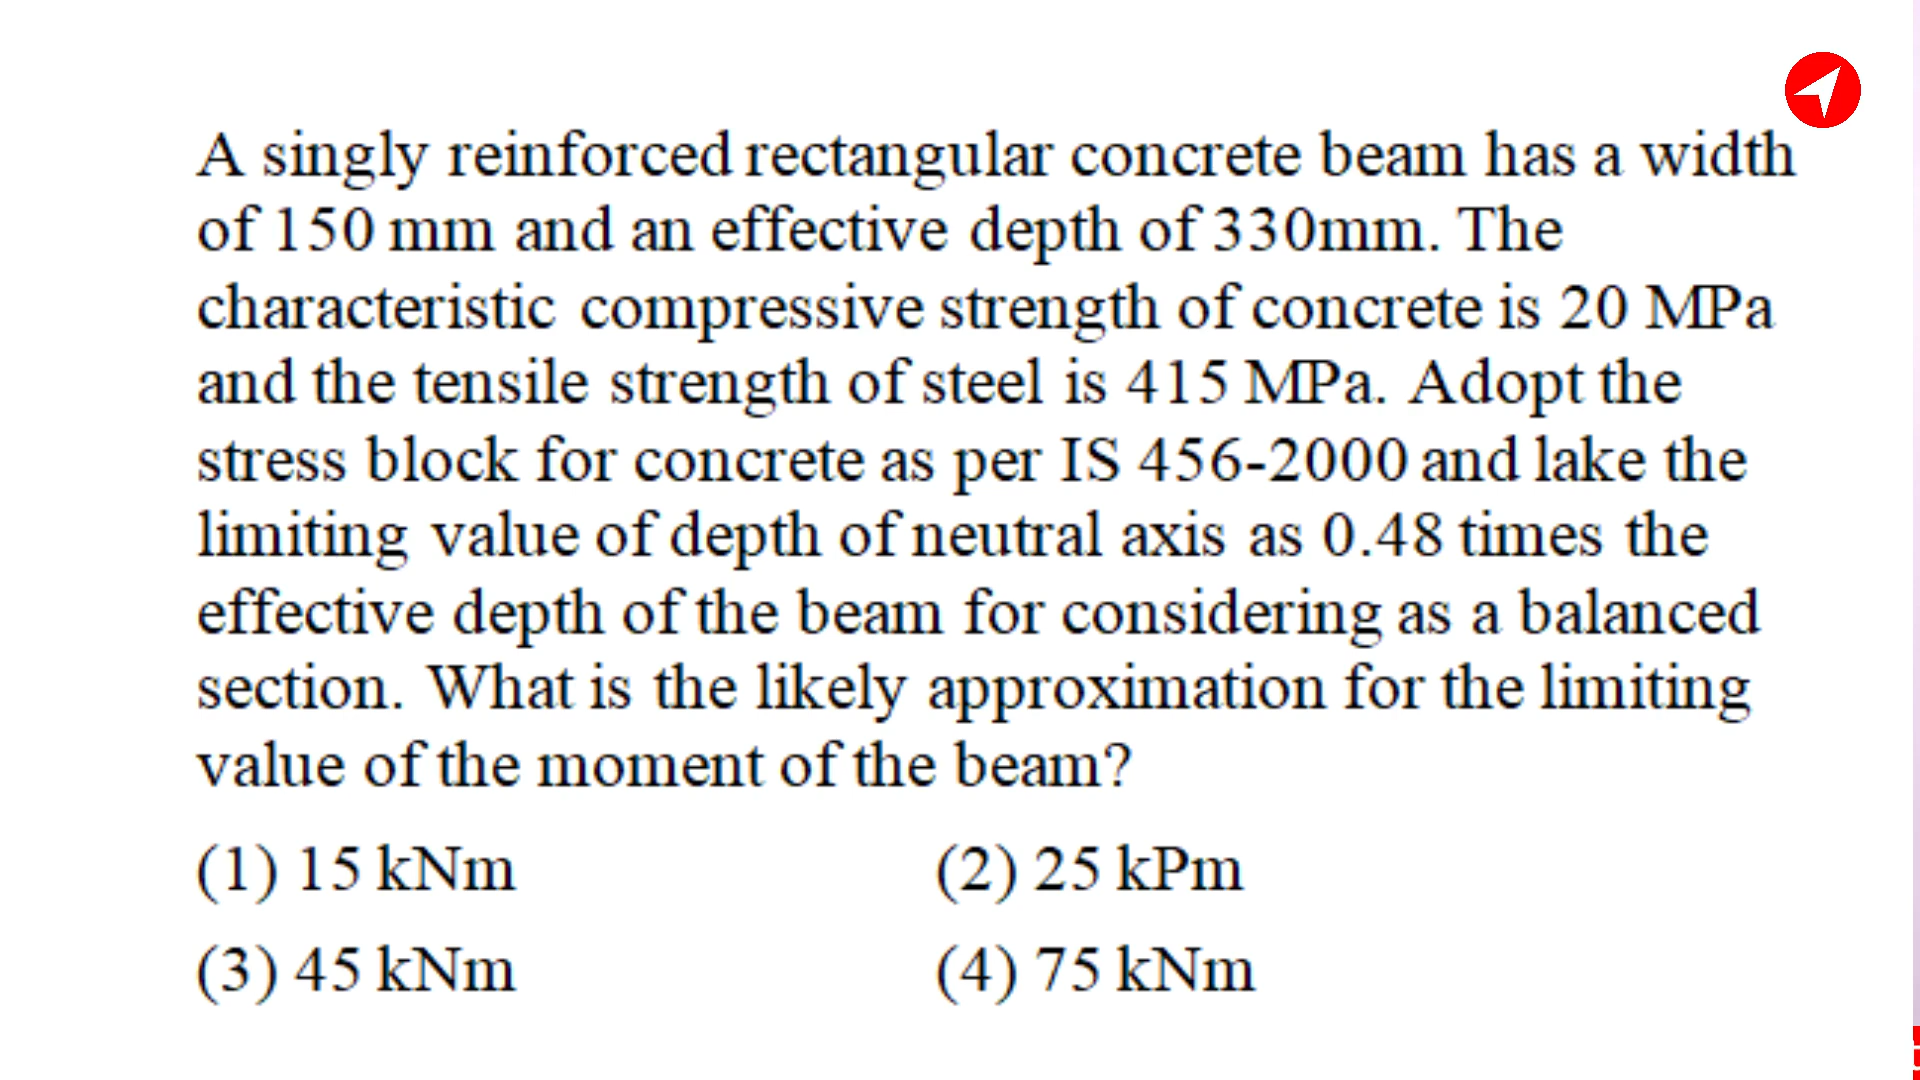 A singly reinforced rectangular concrete beam has a width
of 150 mm and an effective depth of 330mm. The
characteristic compressive strength of concrete is 20 MPa
and the tensile strength of steel is 415 MPa. Adopt the
stress block for concrete as per IS 456-2000 and lake the
limiting value of depth of neutral axis as 0.48 times the
effective depth of the beam for considering as a balanced
section. What is the likely approximation for the limiting
value of the moment of the beam?
(1) 15 kNm (2) 25 kPm
(3) 45 kNm (4) 75 kNm